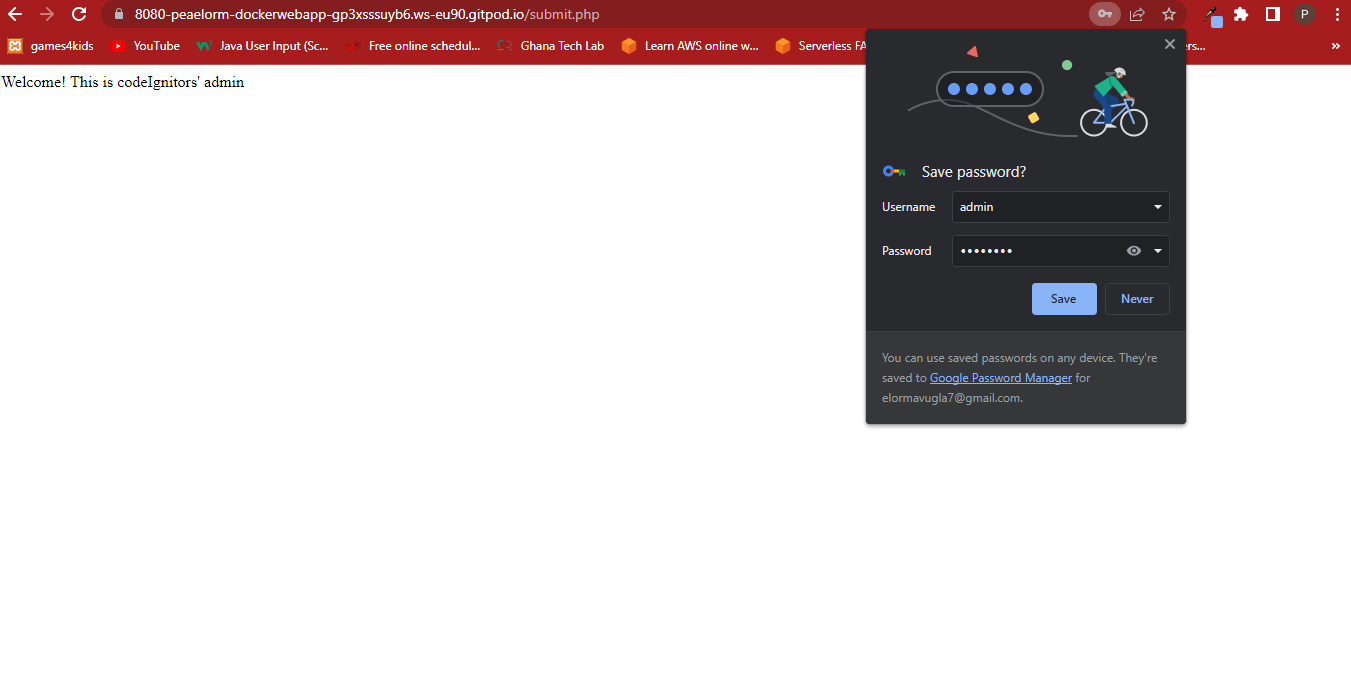 8080-peaelorm-dockerwebapp-gp3xsssuyb6.ws-eu90.gitpod.io/submit.php
P
games4kids YouTube Java User Input (Sc... Free online schedul... Ghana Tech Lab Learn AWS online w... Serverless FA ers... »
Welcome! This is codeIgnitors' admin
Save password?
Username admin
Password ••••••••
Save Never
You can use saved passwords on any device. They're
saved to Google Password Manager for
elormavugla7@gmail.com.